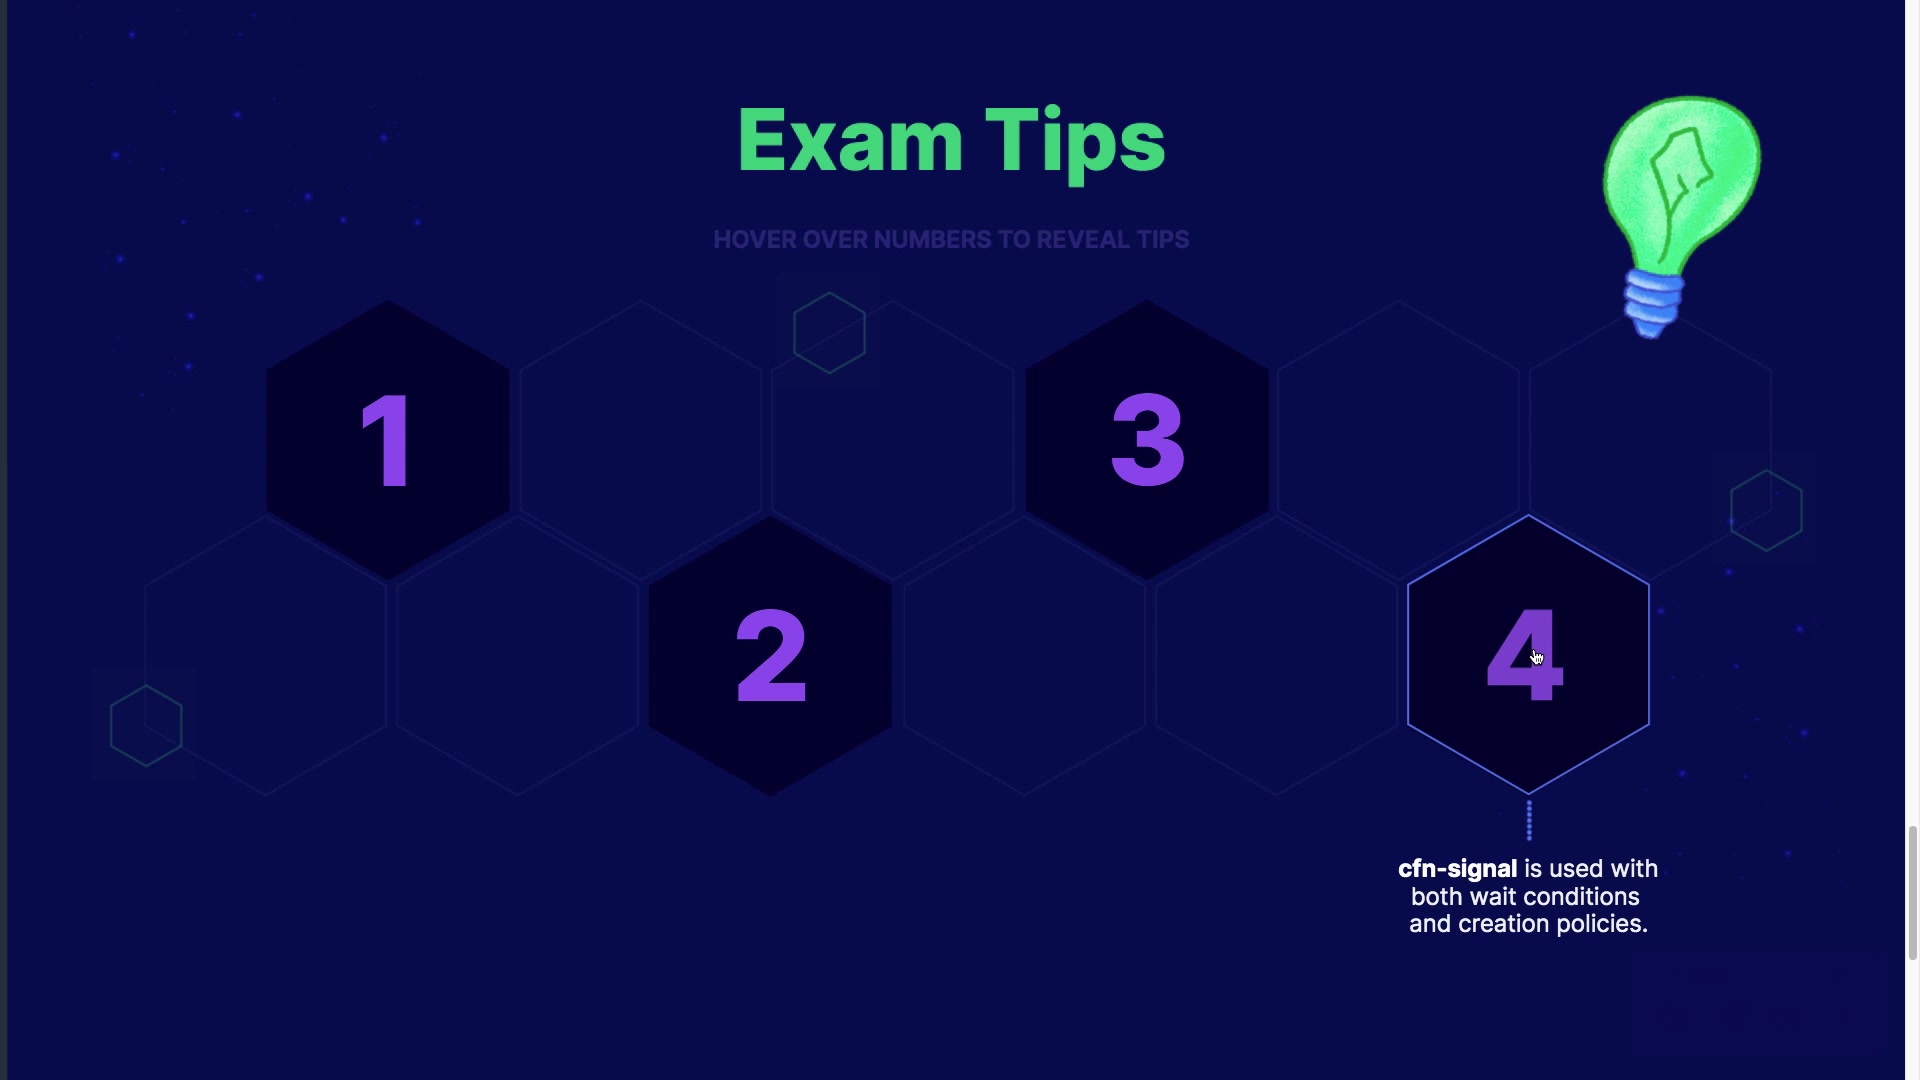 Exam Tips
HOVER OVER NUMBERS TO REVEAL TIPS
1
3
2
4
cfn-signal is used with
both wait conditions
and creation policies.